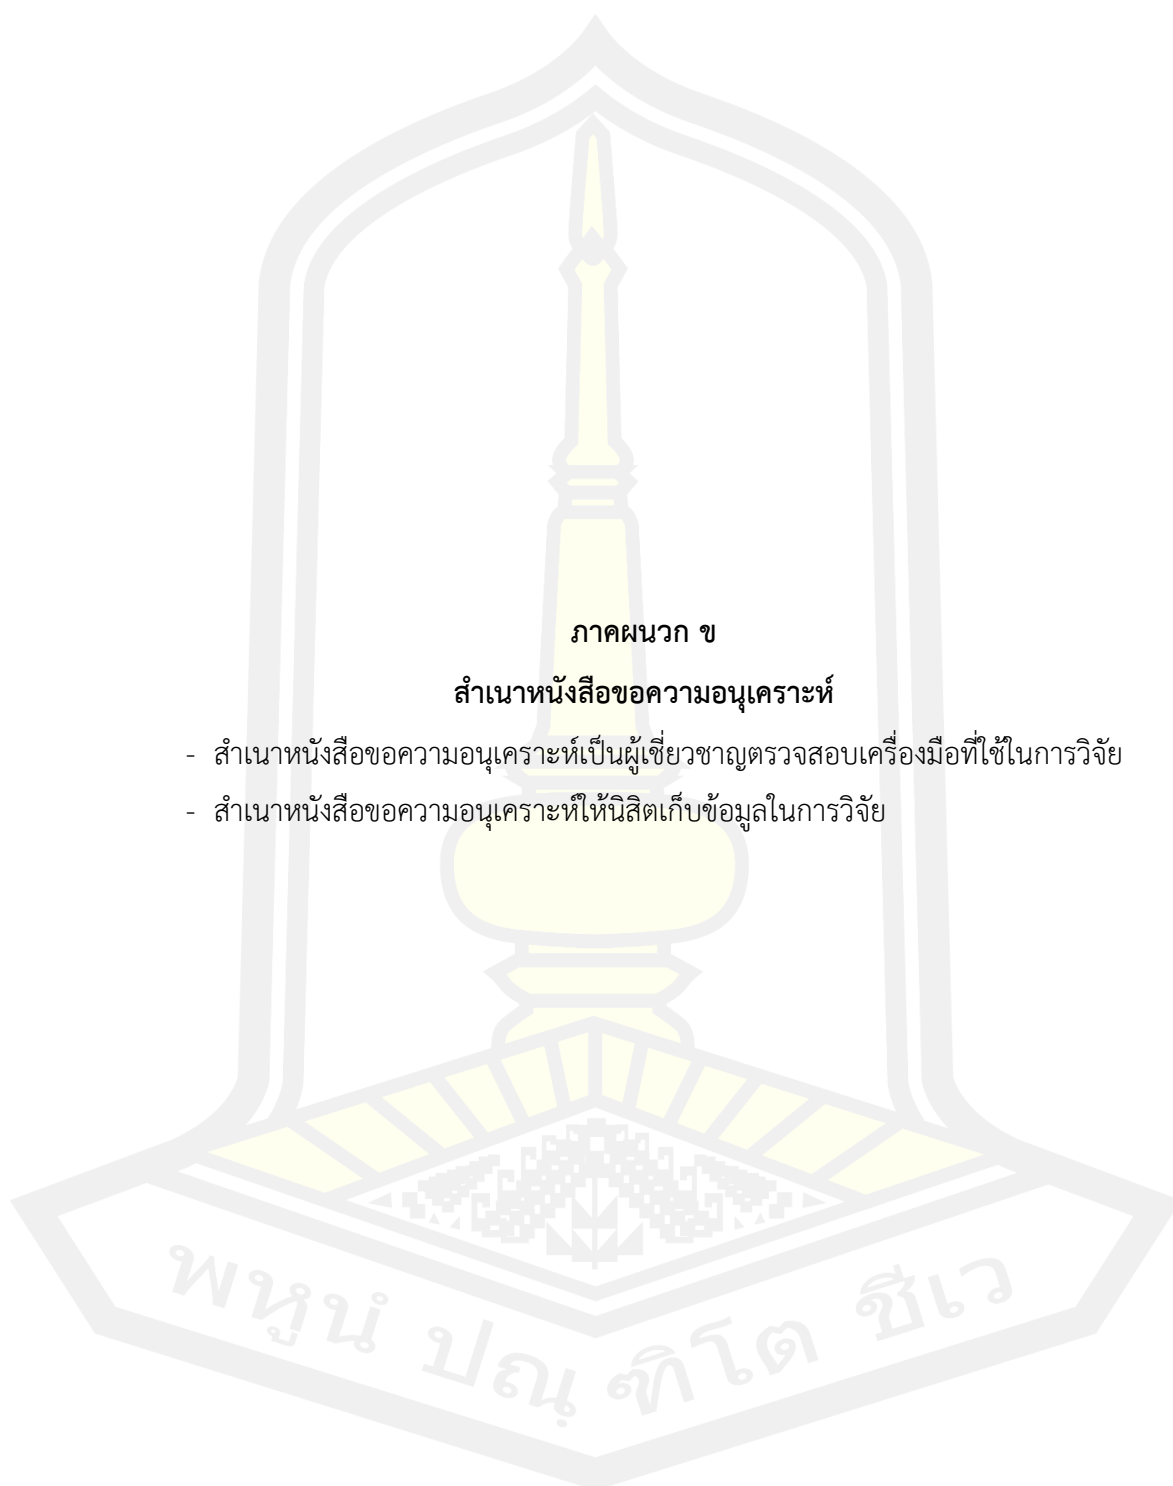 ภาคผนวก ข
สำเนาหนังสือขอความอนุเคราะห์
- สำเนาหนังสือขอความอนุเคราะห์เป็นผู้เชี่ยวชาญตรวจสอบเครื่องมือที่ใช้ในการวิจัย
- สำเนาหนังสือขอความอนุเคราะห์ให้นิสิตเก็บข้อมูลในการวิจัย
พหูนํ ปณฺฑิโต ชีเว